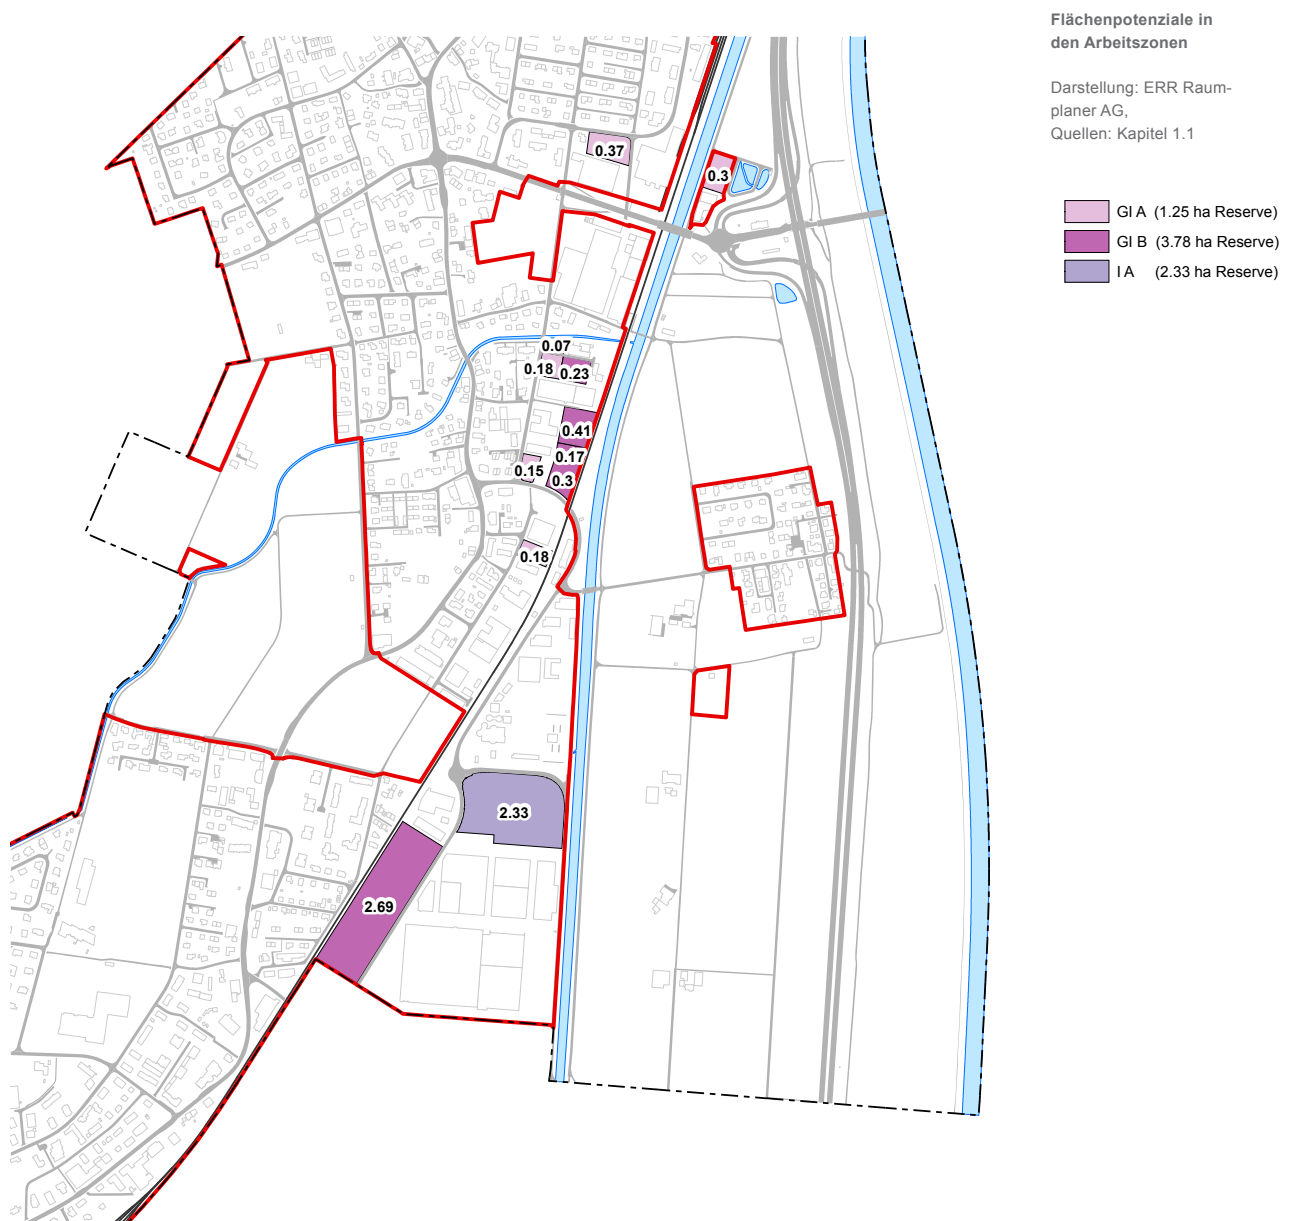 Flächenpotenziale in
den Arbeitszonen
Darstellung: ERR Raum-
planer AG,
Quellen: Kapitel 1.1
GI A (1.25 ha Reserve)
GI B (3.78 ha Reserve)
I A (2.33 ha Reserve)
0.37
0.3
0.07
0.18
0.23
0.41
0.17
0.15
0.3
0.18
2.33
2.69